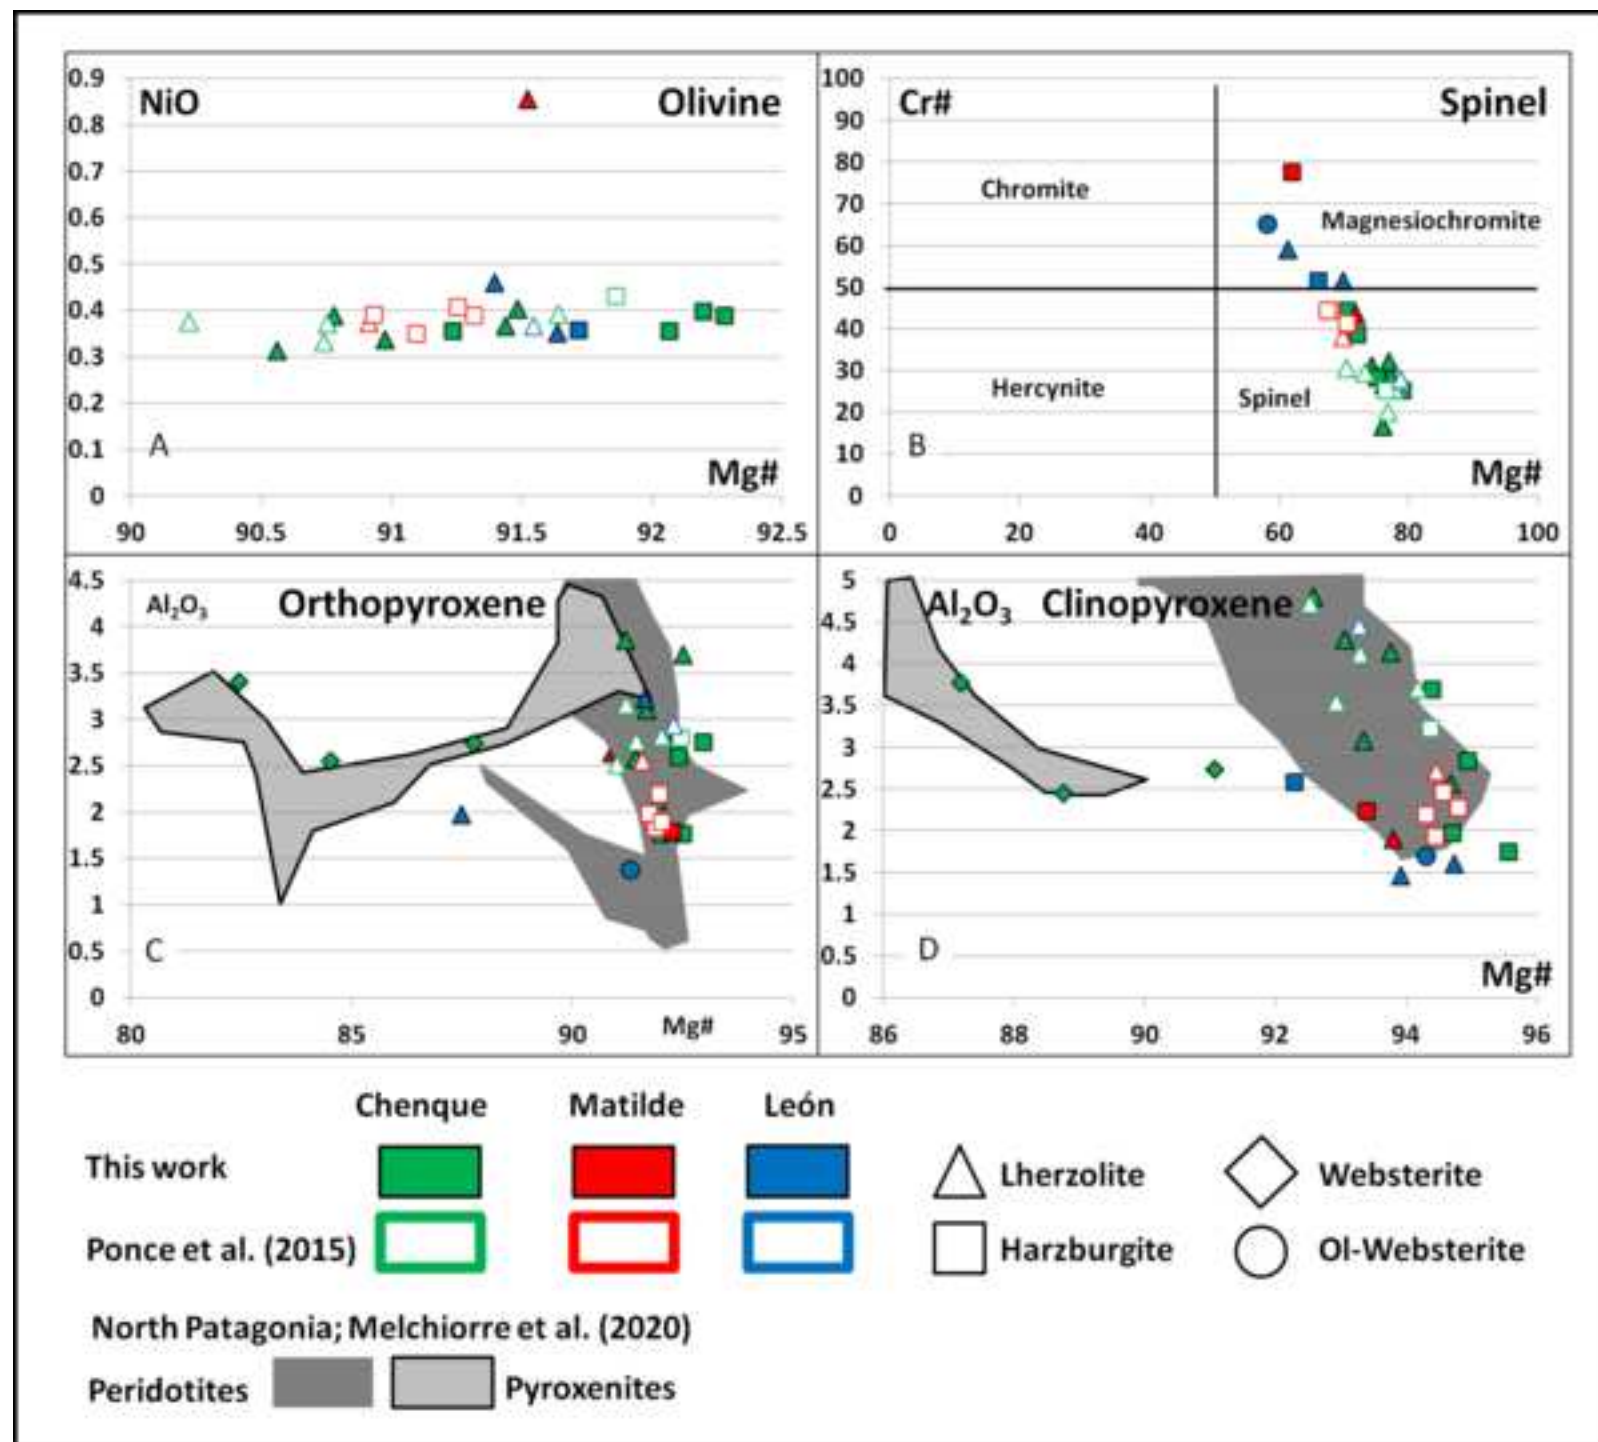 NiO Olivine
0.9
0.8
0.7
0.6
0.5
0.4
0.3
0.2
0.1
0
A
Mg#
90 90.5 91 91.5 92 92.5
Cr# Spinel
100
90
80
70
60
50
40
30
20
10
0
Chromite
Magnesiochromite
Hercynite
Spinel
B
Mg#
0 20 40 60 80 100
Al₂O₃ Orthopyroxene
4.5
4
3.5
3
2.5
2
1.5
1
0.5
0
C
80 85 90 Mg# 95
Al₂O₃ Clinopyroxene
5
4.5
4
3.5
3
2.5
2
1.5
1
0.5
0
D
Mg#
86 88 90 92 94 96
Chenque Matilde León
This work
Ponce et al. (2015)
Lherzolite Websterite
Harzburgite Ol-Websterite
North Patagonia; Melchiorre et al. (2020)
Peridotites Pyroxenites